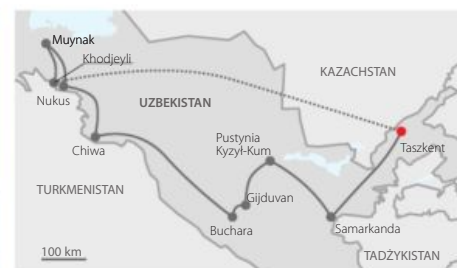 Muynak
Khodjeyli
KAZACHSTAN
Nukus
UZBEKISTAN
Pustynia
Kyzył-Kum
Taszkent
Chiwa
TURKMENISTAN
Gijduvan
Buchara
Samarkanda
100 km
TADŻYKISTAN